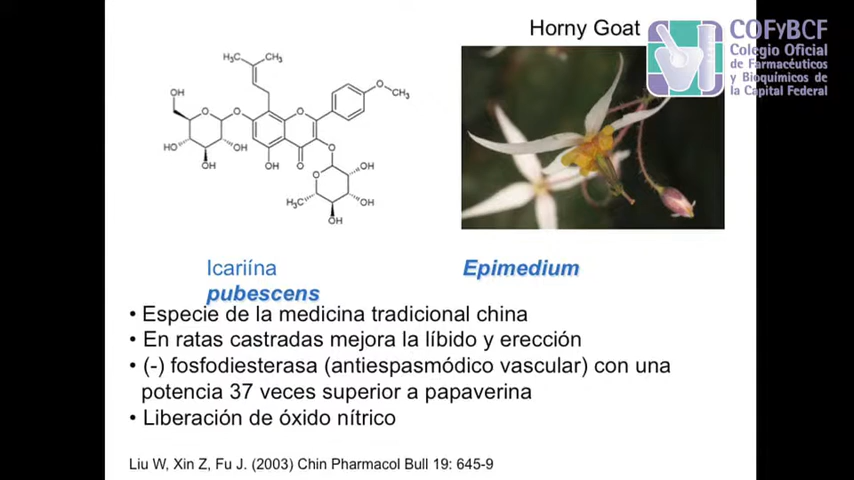 Horny Goat
COFyBCF
Colegio Oficial
de Farmacéuticos
y Bioquímicos de
la Capital Federal
H₃C
CH₃
OH
O
CH₃
O
O
O
HO
OH
OH
OH
O
O
O
OH
H₃C
OH
OH
Icariína
Epimedium
pubescens
• Especie de la medicina tradicional china
• En ratas castradas mejora la líbido y erección
• (-) fosfodiesterasa (antiespasmódico vascular) con una
potencia 37 veces superior a papaverina
• Liberación de óxido nítrico
Liu W, Xin Z, Fu J. (2003) Chin Pharmacol Bull 19: 645-9